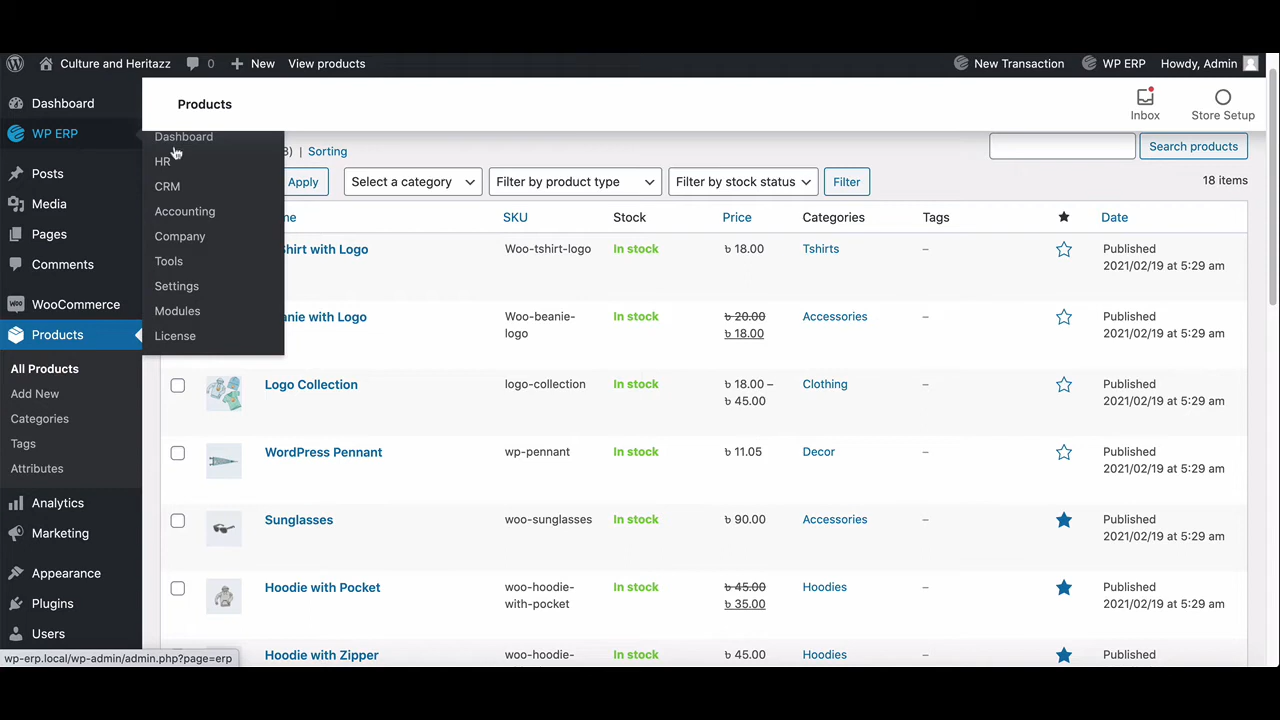 Culture and Heritazz 0 New View products New Transaction WP ERP Howdy, Admin
Dashboard
WP ERP
Posts
Media
Pages
Comments
WooCommerce
Products
All Products
Add New
Categories
Tags
Attributes
Analytics
Marketing
Appearance
Plugins
Users
wp-erp.local/wp-admin/admin.php?page=erp
Dashboard
HR
CRM
Accounting
Company
Tools
Settings
Modules
License
Products
Inbox
Store Setup
) | Sorting
Search products
Apply Select a category Filter by product type Filter by stock status Filter 18 items
me SKU Stock Price Categories Tags Date
Shirt with Logo Woo-tshirt-logo In stock ৳ 18.00 Tshirts – Published
2021/02/19 at 5:29 am
anie with Logo Woo-beanie- In stock ৳ 20.00 Accessories – Published
logo ৳ 18.00 2021/02/19 at 5:29 am
Logo Collection logo-collection In stock ৳ 18.00 – Clothing – Published
৳ 45.00 2021/02/19 at 5:29 am
WordPress Pennant wp-pennant In stock ৳ 11.05 Decor – Published
2021/02/19 at 5:29 am
Sunglasses woo-sunglasses In stock ৳ 90.00 Accessories – Published
2021/02/19 at 5:29 am
Hoodie with Pocket woo-hoodie- In stock ৳ 45.00 Hoodies – Published
with-pocket ৳ 35.00 2021/02/19 at 5:29 am
Hoodie with Zipper woo-hoodie- In stock ৳ 45.00 Hoodies – Published